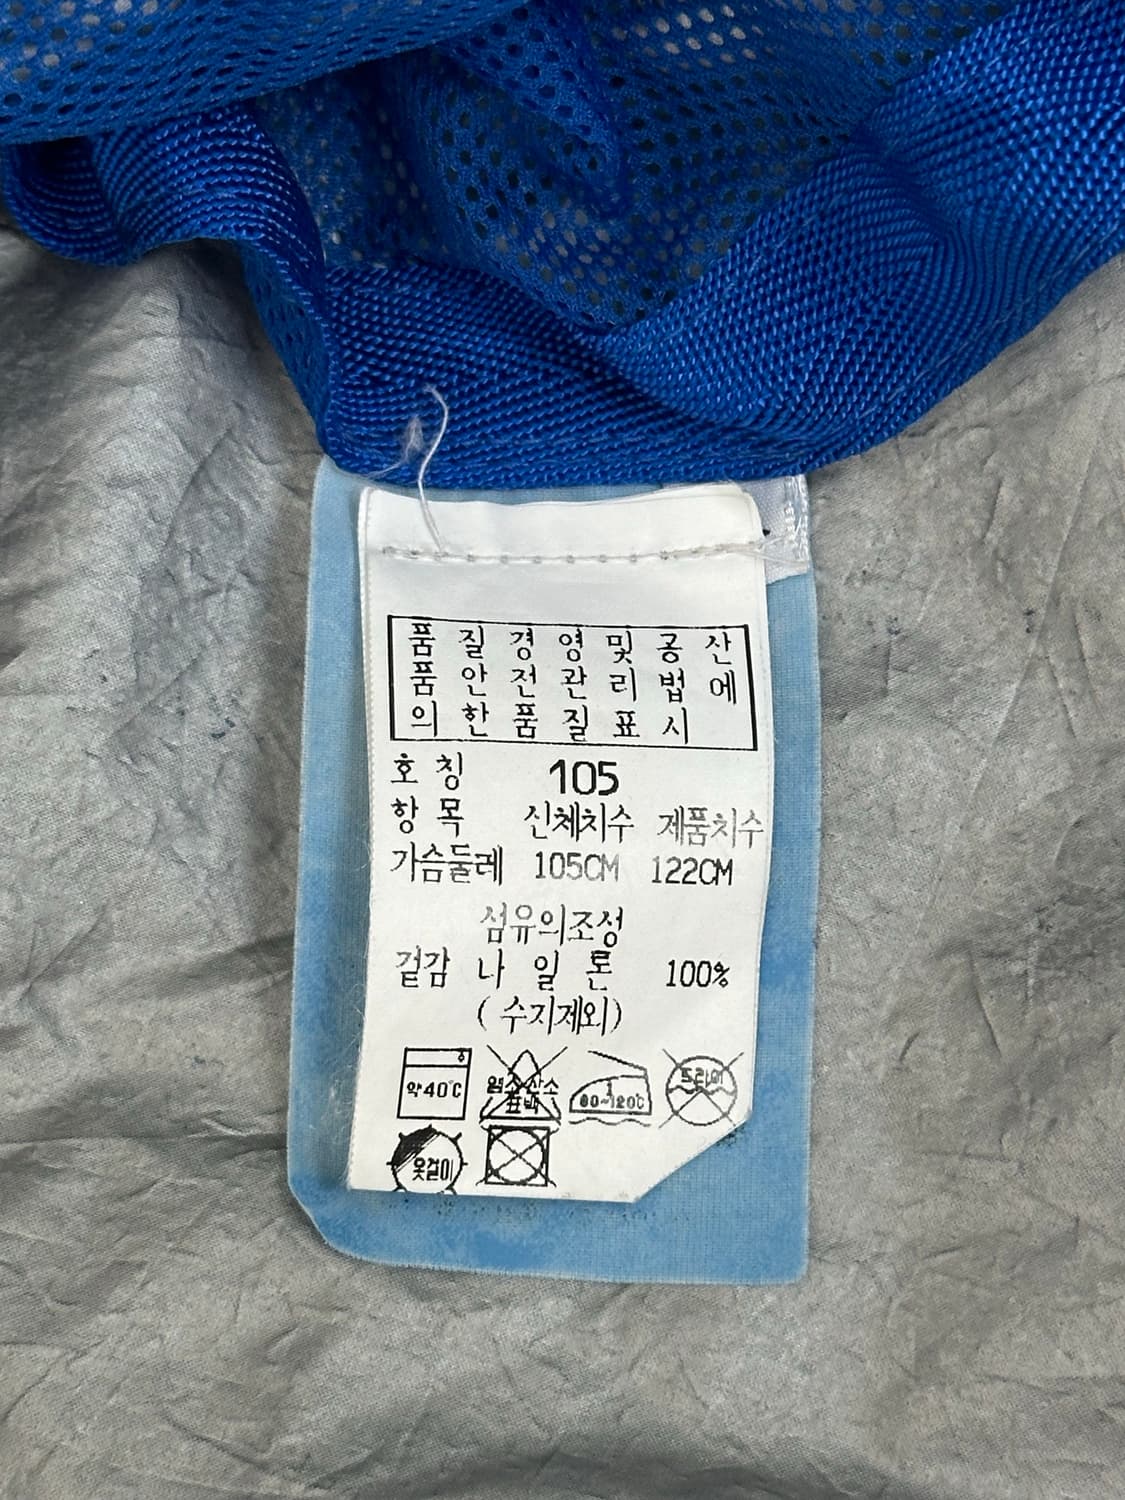 품 질 경 영 및 공 산
품 안 전 관 리 법 에
의 한 품 질 표 시
호 칭 105
항 목 신체치수 제품치수
가슴둘레 105CM 122CM
섬유의조성
겉감 나 일 론 100%
( 수지제외)
약40℃ 염소,산소 표백 80~120℃ 드라이
옷걸이